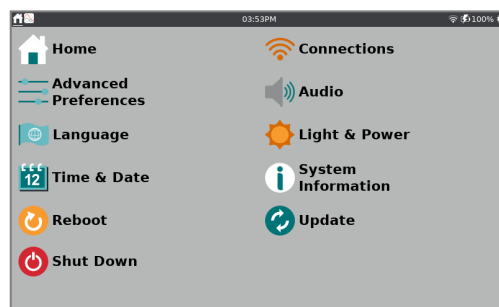 03:53PM
100%
Home
Connections
Advanced
Preferences
Audio
Language
Light & Power
12
Time & Date
System
Information
Reboot
Update
Shut Down